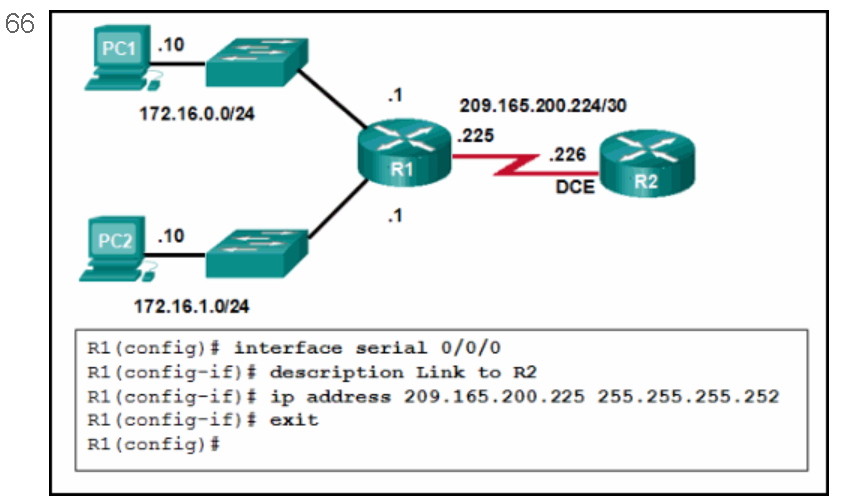 66
PC1
.10
172.16.0.0/24
.1
209.165.200.224/30
.225
.226
R1
DCE
R2
.1
PC2
.10
172.16.1.0/24
R1(config)# interface serial 0/0/0
R1(config-if)# description Link to R2
R1(config-if)# ip address 209.165.200.225 255.255.255.252
R1(config-if)# exit
R1(config)#